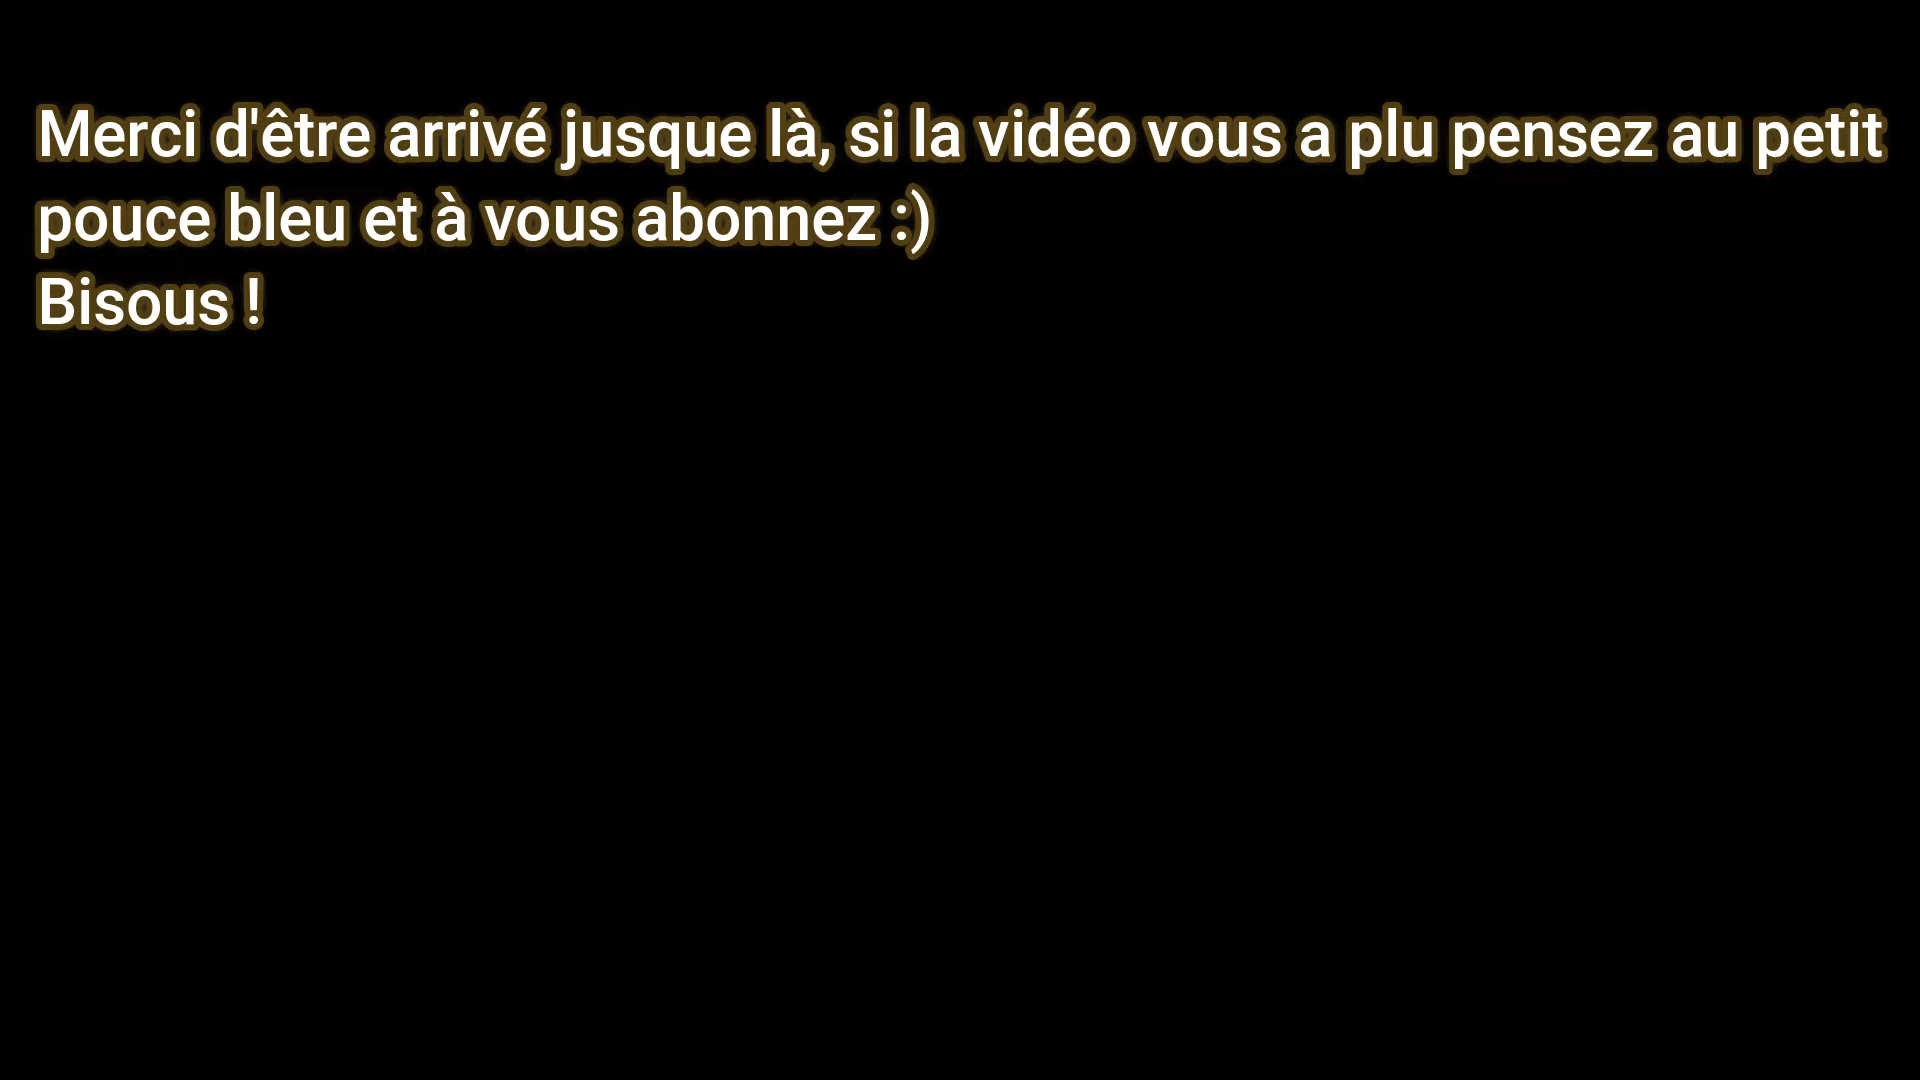 Merci d'être arrivé jusque là, si la vidéo vous a plu pensez au petit
pouce bleu et à vous abonnez :)
Bisous !